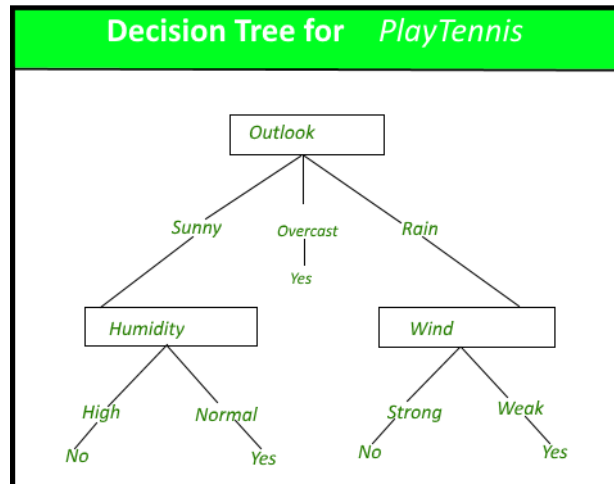 Decision Tree for PlayTennis
Outlook
Sunny
Overcast
Rain
Yes
Humidity
Wind
High
Normal
Strong
Weak
No
Yes
No
Yes